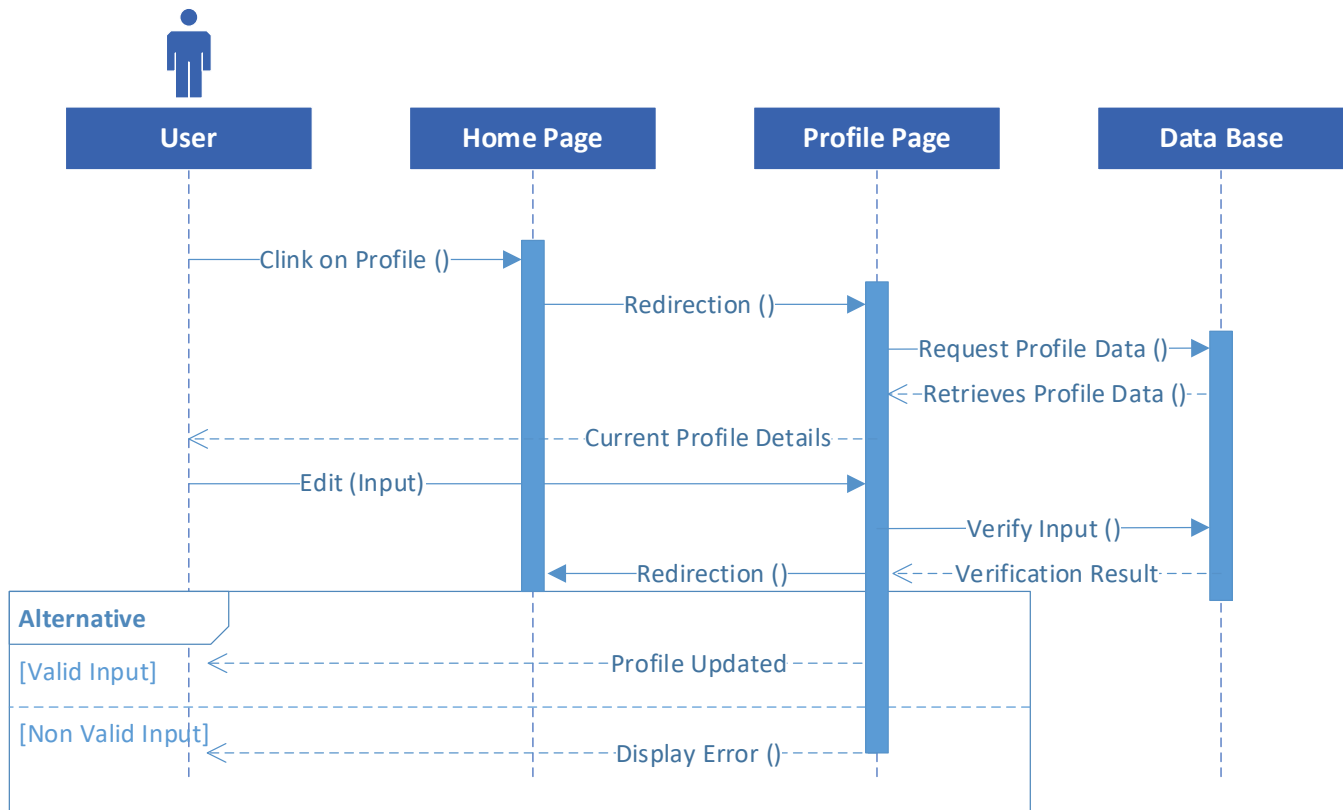 User
Home Page
Profile Page
Data Base
Clink on Profile ()
Redirection ()
Request Profile Data ()
Retrieves Profile Data ()
Current Profile Details
Edit (Input)
Verify Input ()
Redirection ()
Verification Result
Alternative
[Valid Input]
Profile Updated
[Non Valid Input]
Display Error ()